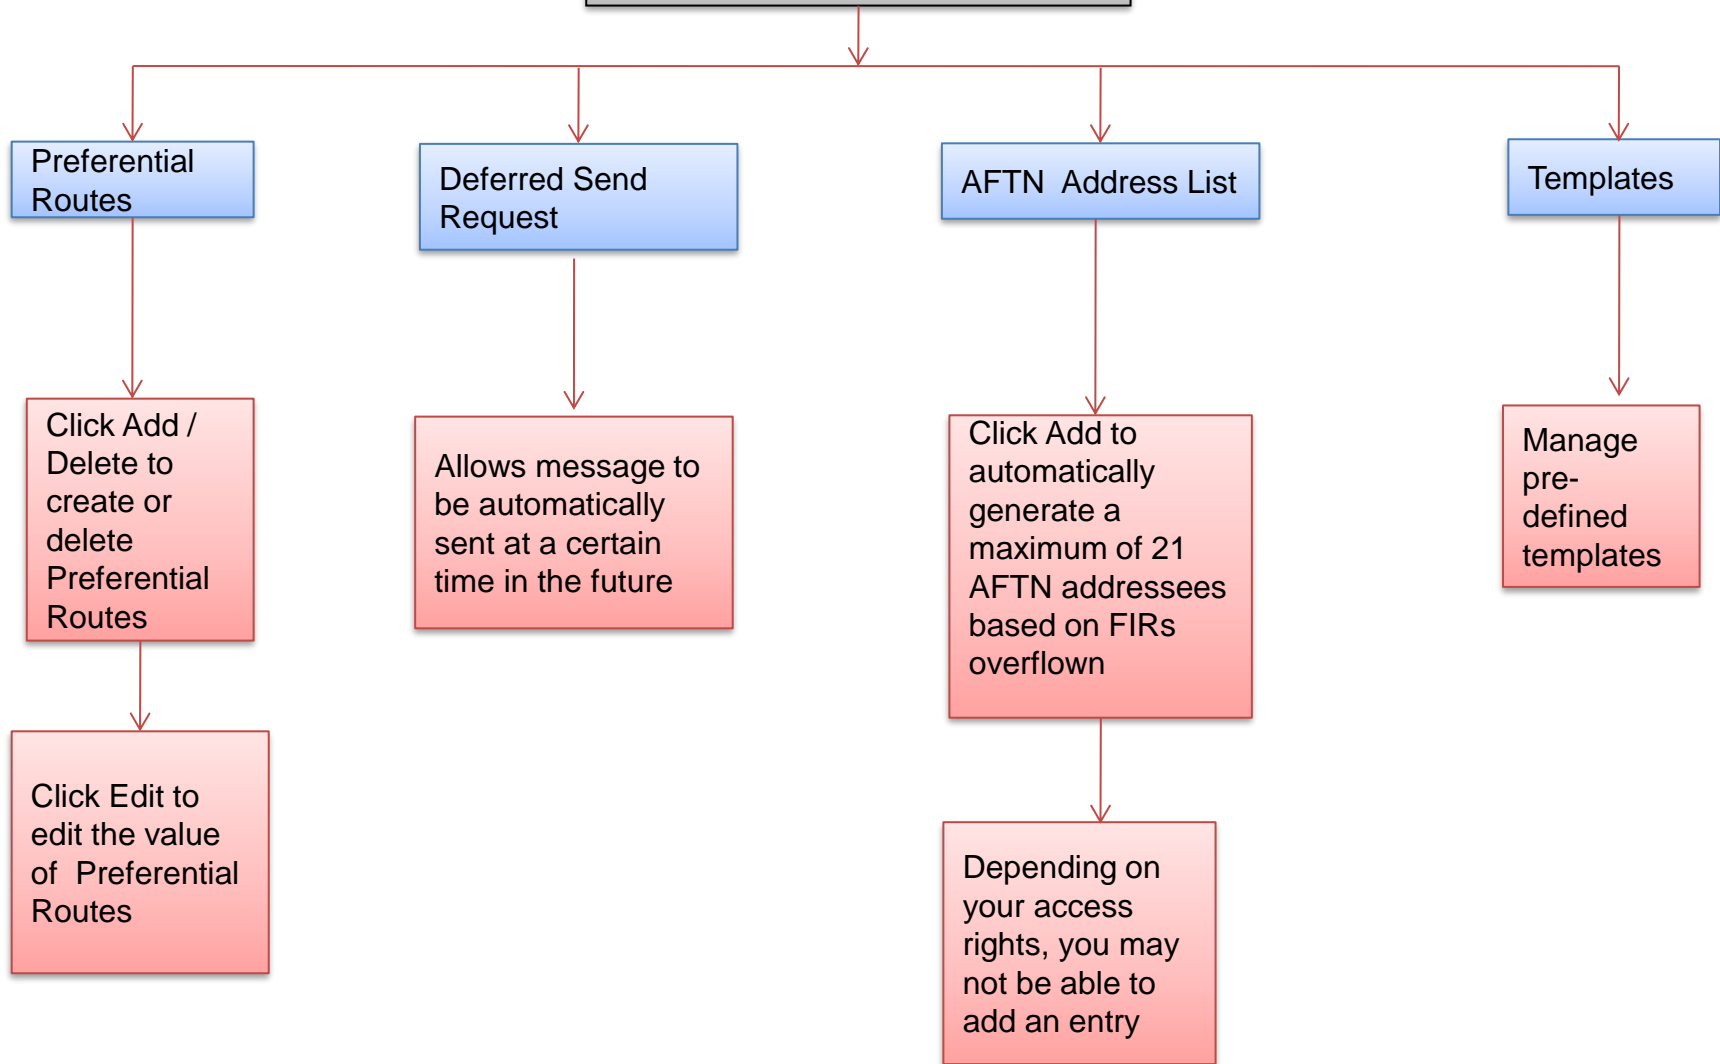 Preferential
Routes
Deferred Send
Request
AFTN  Address List
Templates
Click Add /
Delete to
create or
delete
Preferential
Routes
Allows message to
be automatically
sent at a certain
time in the future
Click Add to
automatically
generate a
maximum of 21
AFTN addressees
based on FIRs
overflown
Manage
pre-
defined
templates
Click Edit to
edit the value
of  Preferential
Routes
Depending on
your access
rights, you may
not be able to
add an entry